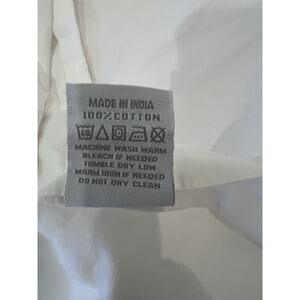 MADE IN INDIA
100% COTTON
MACHINE WASH WARM
BLEACH IF NEEDED
TUMBLE DRY LOW
WARM IRON IF NEEDED
DO NOT DRY CLEAN